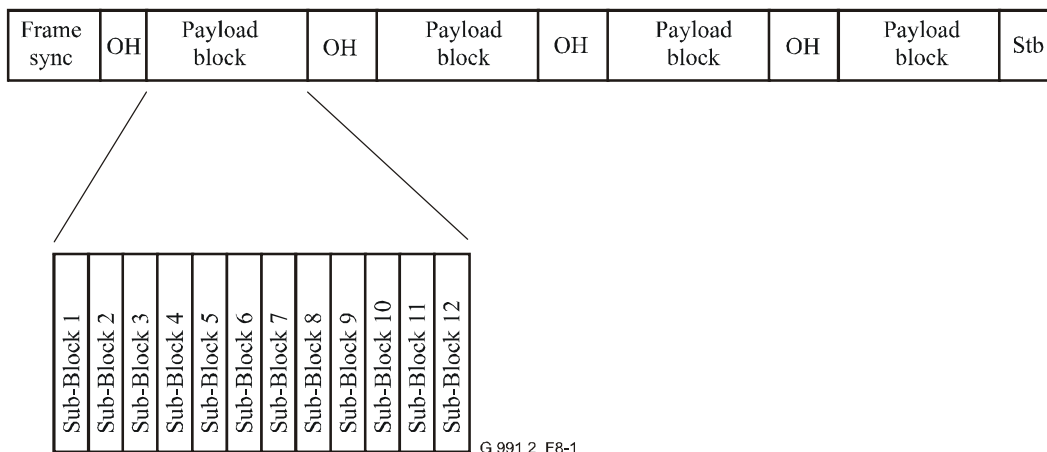 Frame
sync
OH
Payload
block
OH
Payload
block
OH
Payload
block
OH
Payload
block
Stb
Sub-Block 1
Sub-Block 2
Sub-Block 3
Sub-Block 4
Sub-Block 5
Sub-Block 6
Sub-Block 7
Sub-Block 8
Sub-Block 9
Sub-Block 10
Sub-Block 11
Sub-Block 12
G.991.2_F8-1